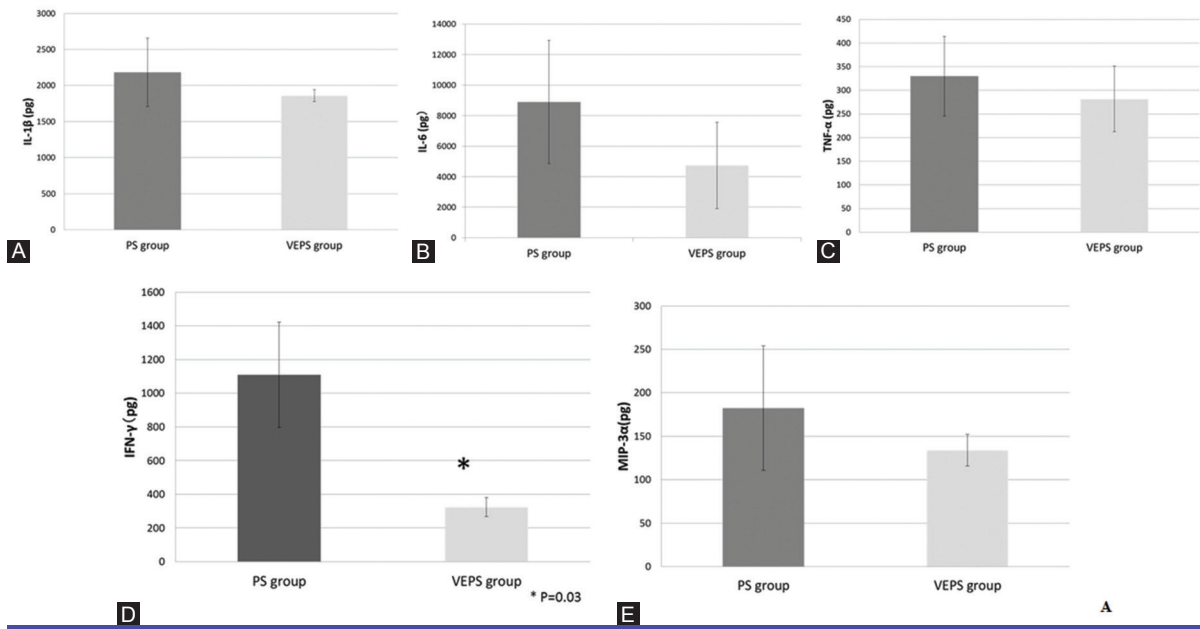 3000
2500
2000
1500
1000
500
0
IL-1β (pg)
PS group
VEPS group
A
14000
12000
10000
8000
6000
4000
2000
0
IL-6 (pg)
PS group
VEPS group
B
450
400
350
300
250
200
150
100
50
0
TNF-α (pg)
PS group
VEPS group
C
1600
1400
1200
1000
800
600
400
200
0
IFN-γ (pg)
*
PS group
VEPS group
* P=0.03
D
300
250
200
150
100
50
0
MIP-3α(pg)
PS group
VEPS group
E
A